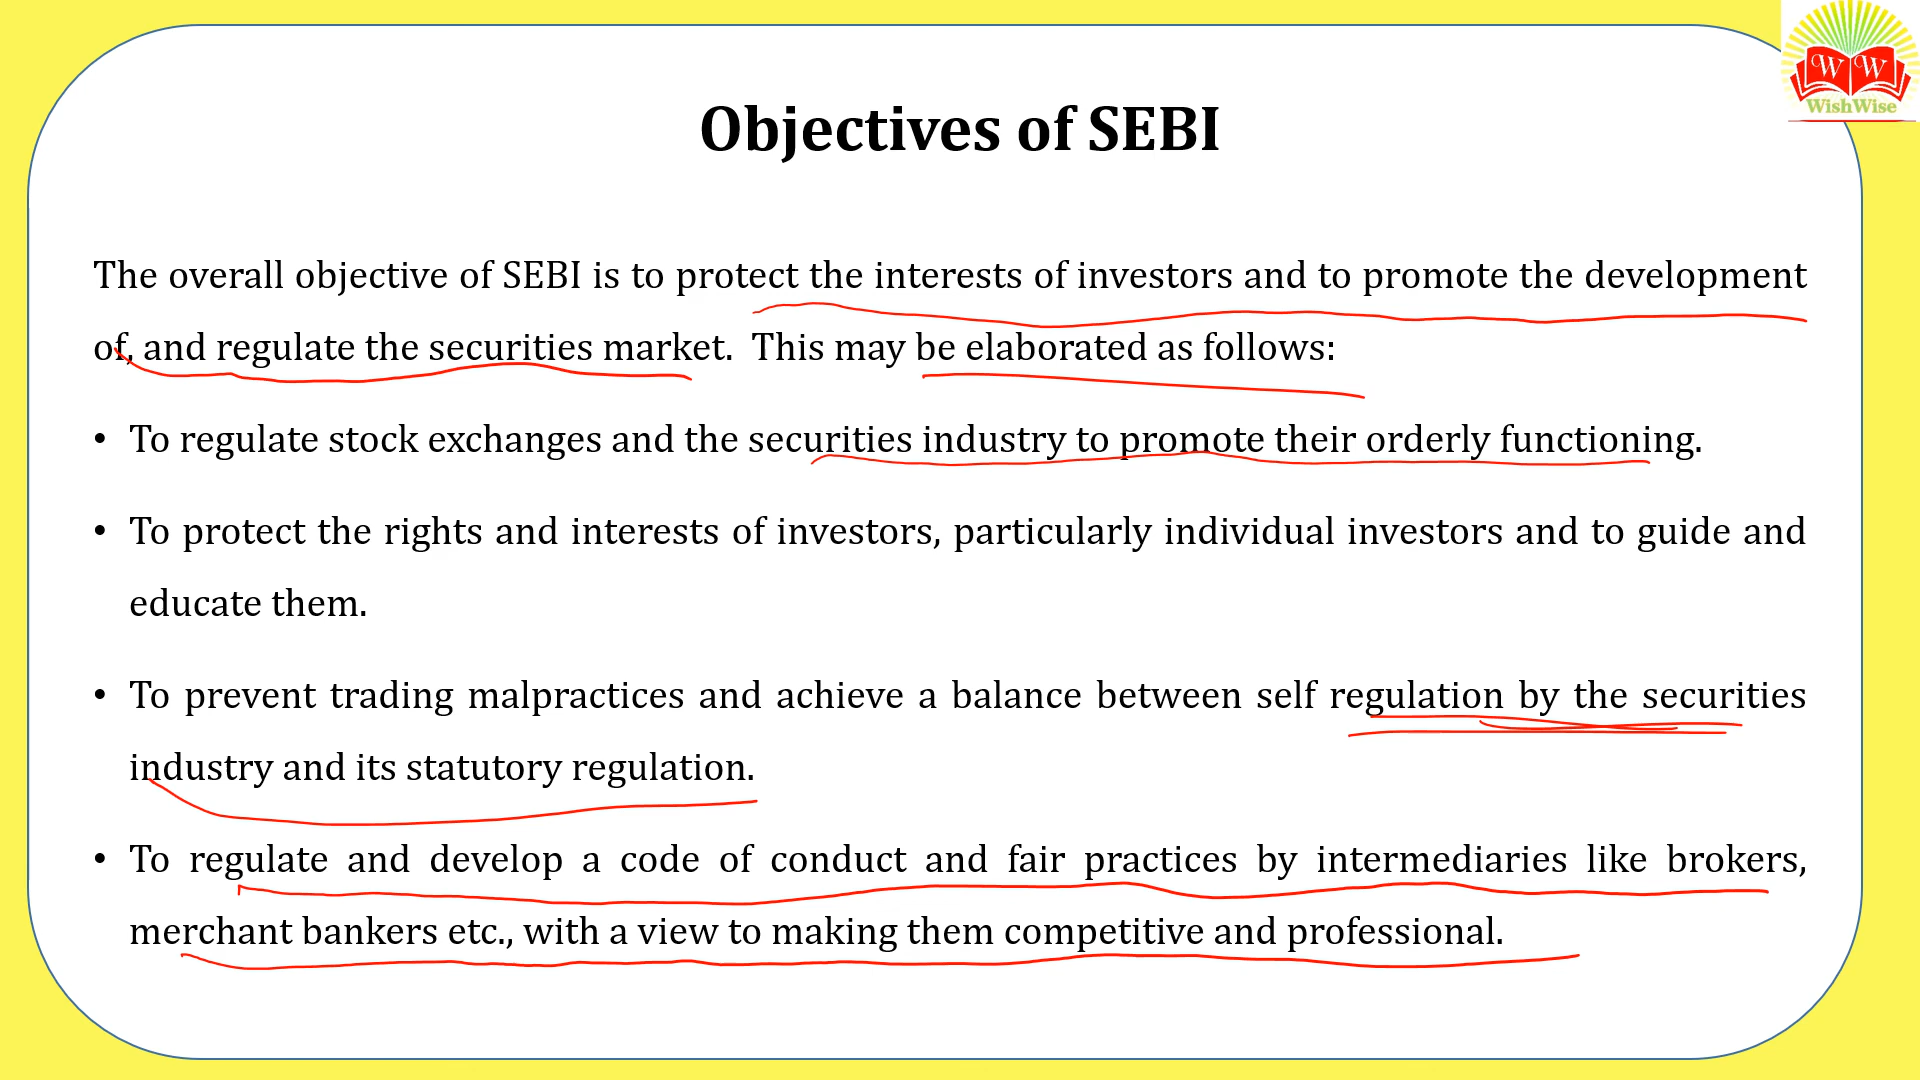 W W
WishWise
Objectives of SEBI
The overall objective of SEBI is to protect the interests of investors and to promote the development
of, and regulate the securities market. This may be elaborated as follows:
• To regulate stock exchanges and the securities industry to promote their orderly functioning.
• To protect the rights and interests of investors, particularly individual investors and to guide and
educate them.
• To prevent trading malpractices and achieve a balance between self regulation by the securities
industry and its statutory regulation.
• To regulate and develop a code of conduct and fair practices by intermediaries like brokers,
merchant bankers etc., with a view to making them competitive and professional.